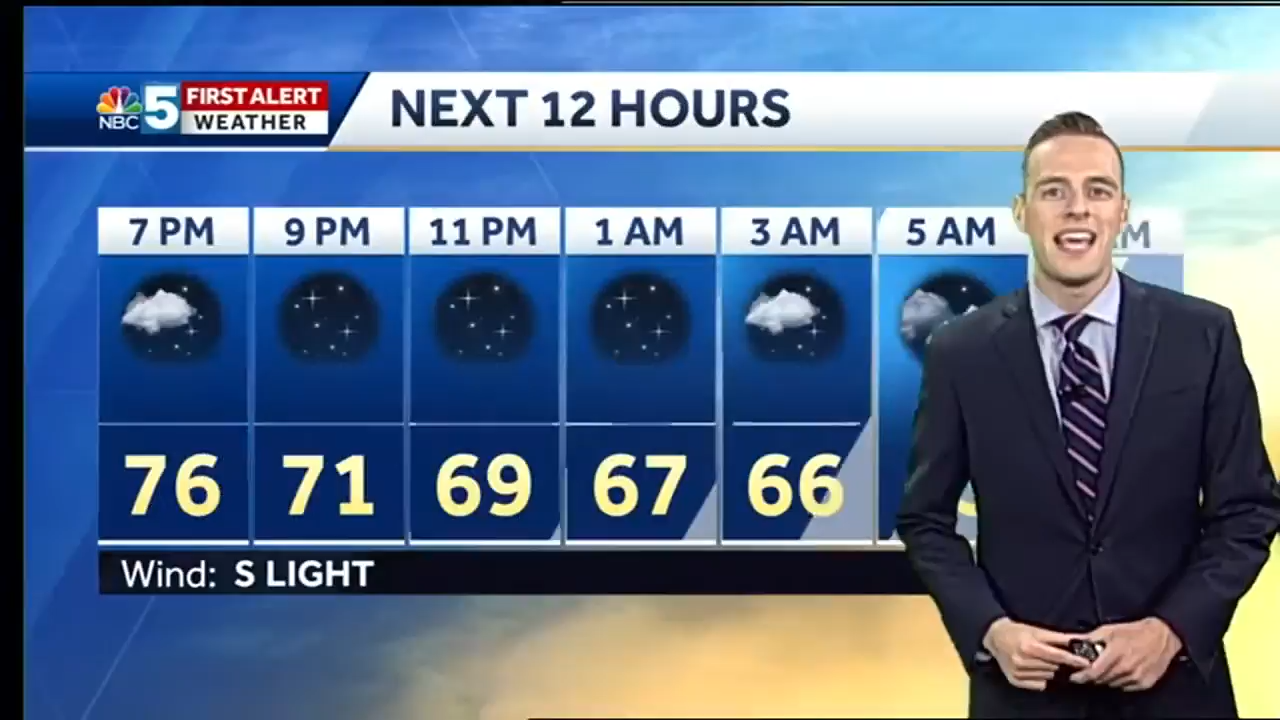 NBC 5 FIRST ALERT WEATHER
NEXT 12 HOURS
7 PM 9 PM 11 PM 1 AM 3 AM 5 AM
76 71 69 67 66
Wind: S LIGHT